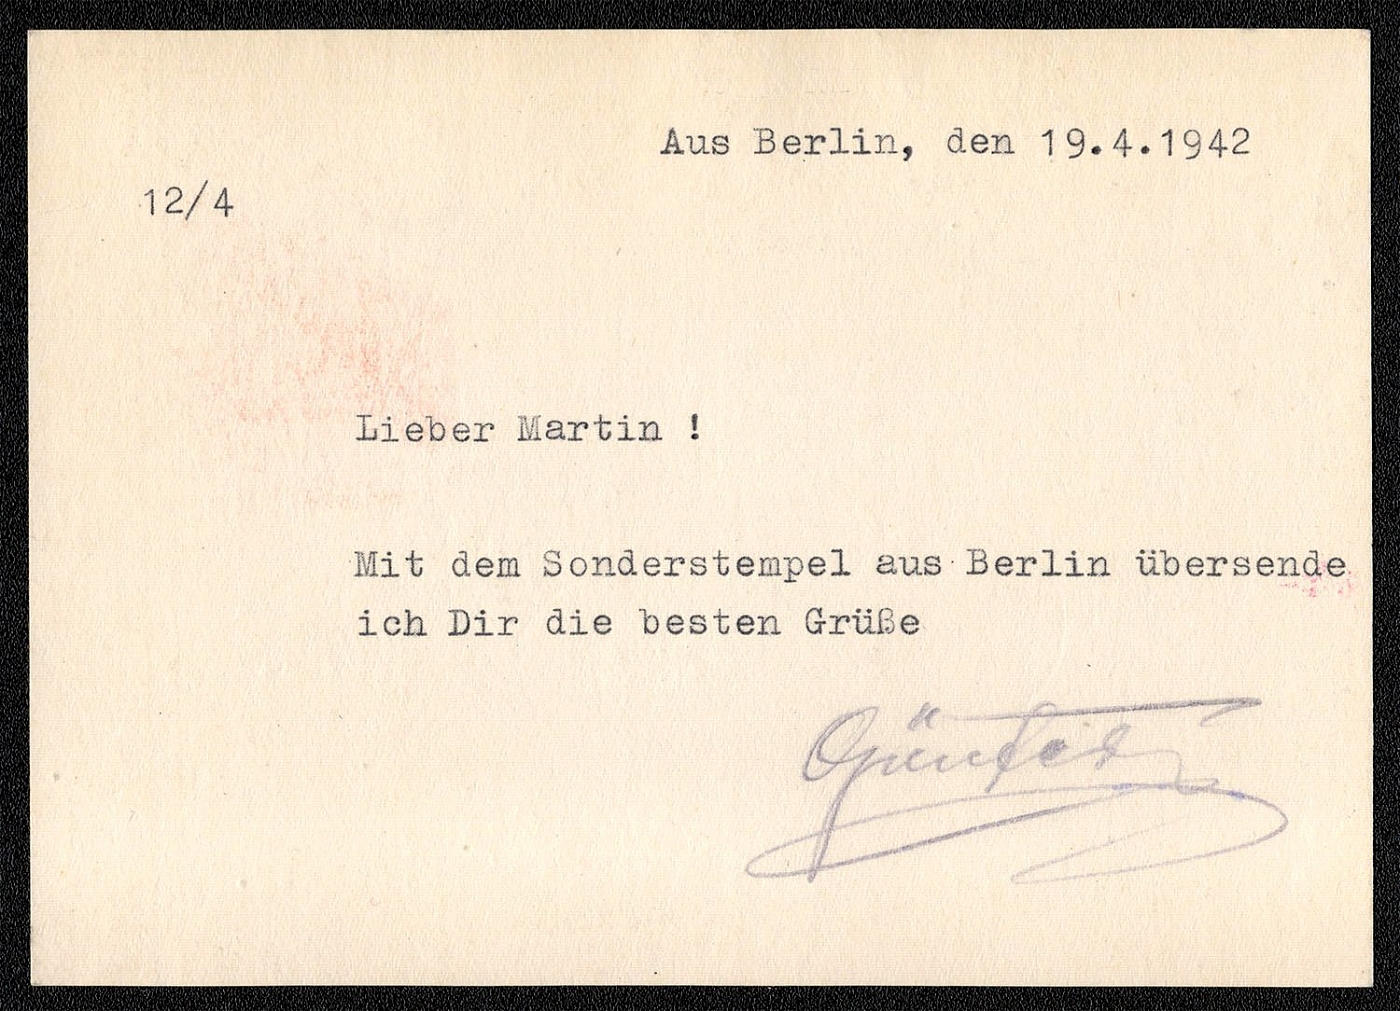 Aus Berlin, den 19.4.1942
12/4
Lieber Martin !
Mit dem Sonderstempel aus Berlin übersende
ich Dir die besten Grüße